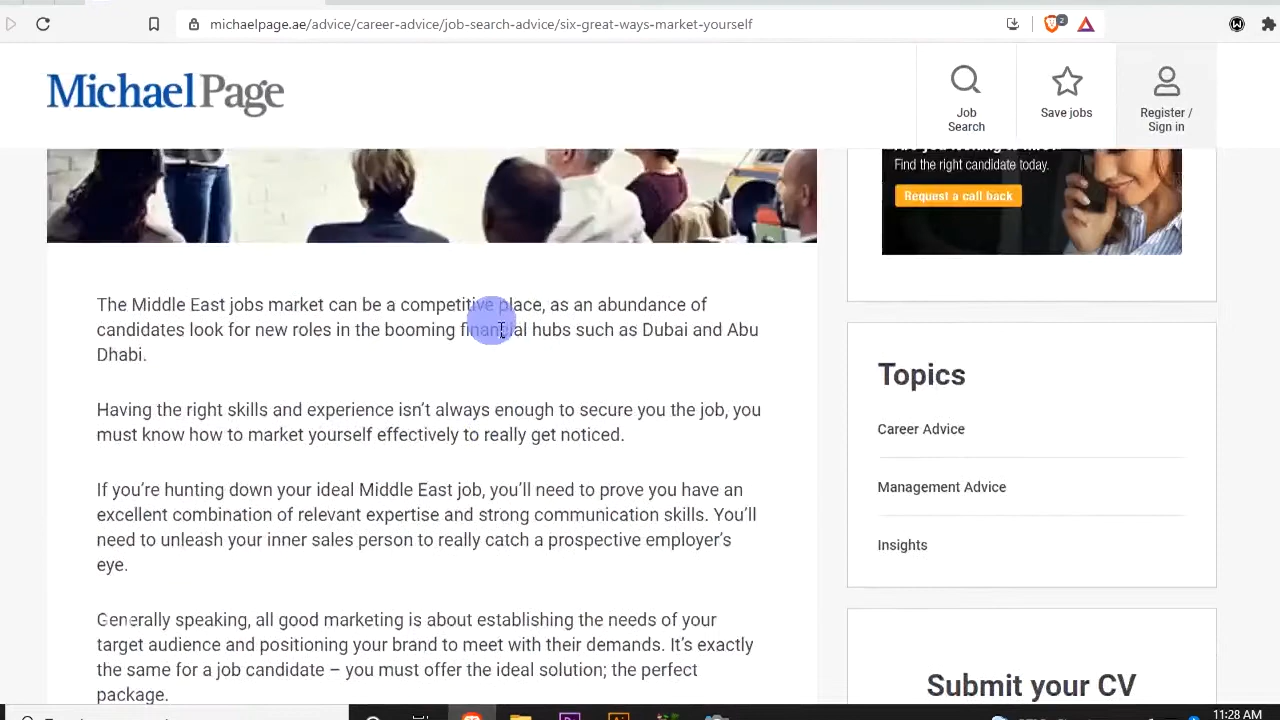 michaelpage.ae/advice/career-advice/job-search-advice/six-great-ways-market-yourself
2
MichaelPage
Job
Search
Save jobs
Register /
Sign in
Find the right candidate today.
Request a call back
The Middle East jobs market can be a competitive place, as an abundance of
candidates look for new roles in the booming financial hubs such as Dubai and Abu
Dhabi.
Having the right skills and experience isn’t always enough to secure you the job, you
must know how to market yourself effectively to really get noticed.
If you’re hunting down your ideal Middle East job, you’ll need to prove you have an
excellent combination of relevant expertise and strong communication skills. You’ll
need to unleash your inner sales person to really catch a prospective employer’s
eye.
Generally speaking, all good marketing is about establishing the needs of your
target audience and positioning your brand to meet with their demands. It’s exactly
the same for a job candidate – you must offer the ideal solution; the perfect
package.
Topics
Career Advice
Management Advice
Insights
Submit your CV
11:28 AM